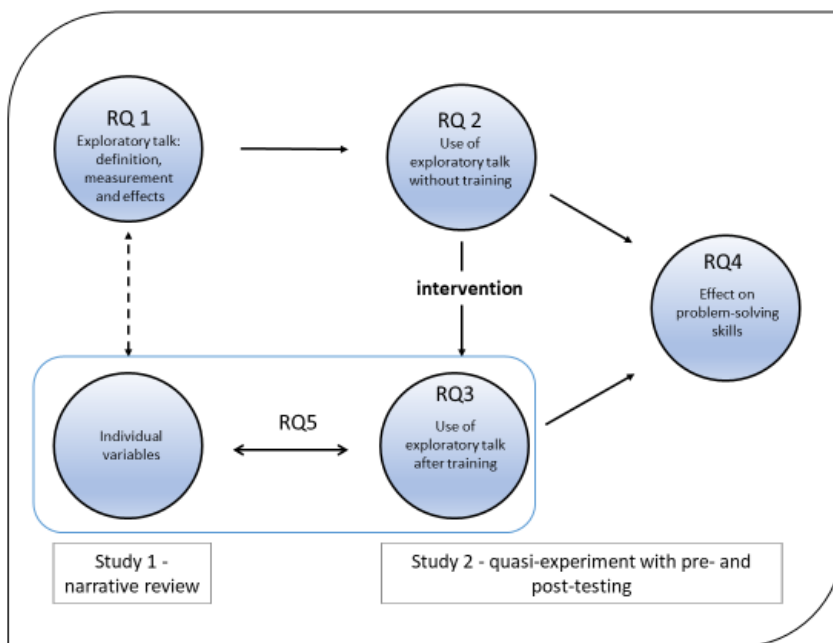 RQ 1
Exploratory talk:
definition,
measurement
and effects
RQ 2
Use of
exploratory talk
without training
RQ4
Effect on
problem-solving
skills
intervention
Individual
variables
RQ5
RQ3
Use of
exploratory talk
after training
Study 1 -
narrative review
Study 2 - quasi-experiment with pre- and
post-testing